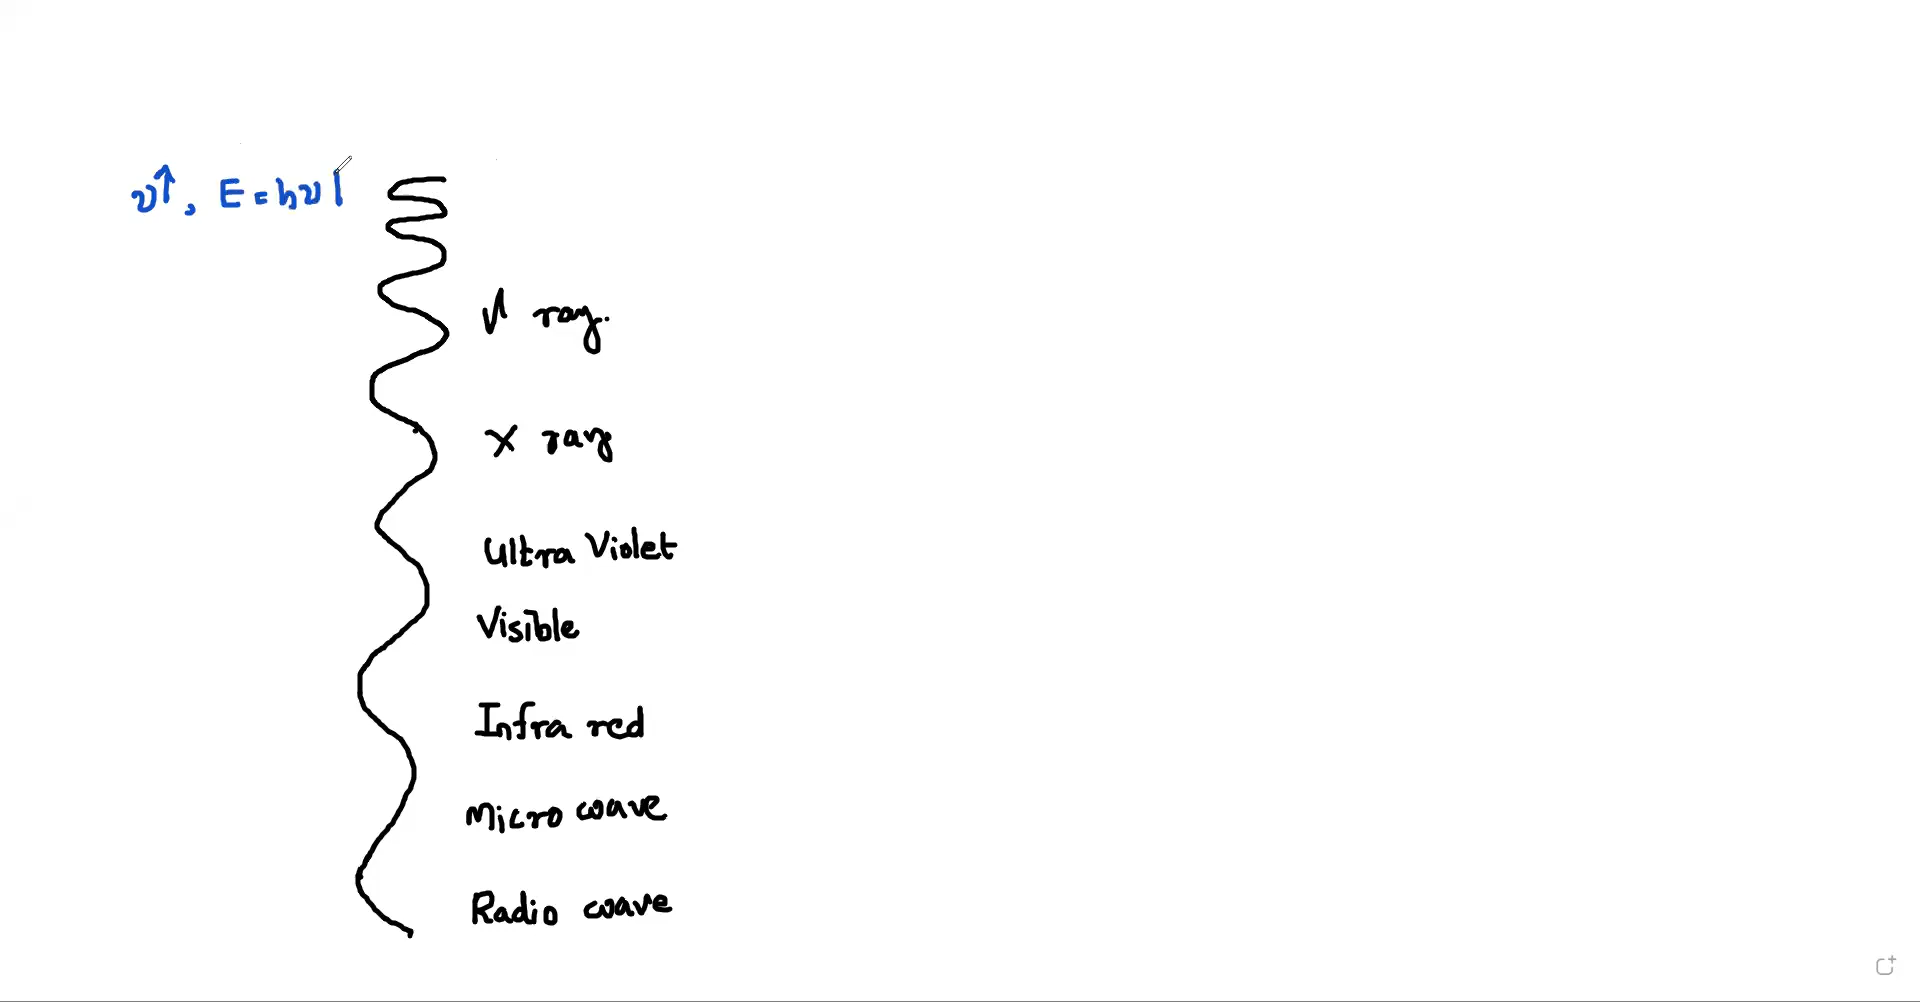 ν↑, E = hν
γ ray.
X ray
Ultra Violet
Visible
Infra red
Micro wave
Radio wave